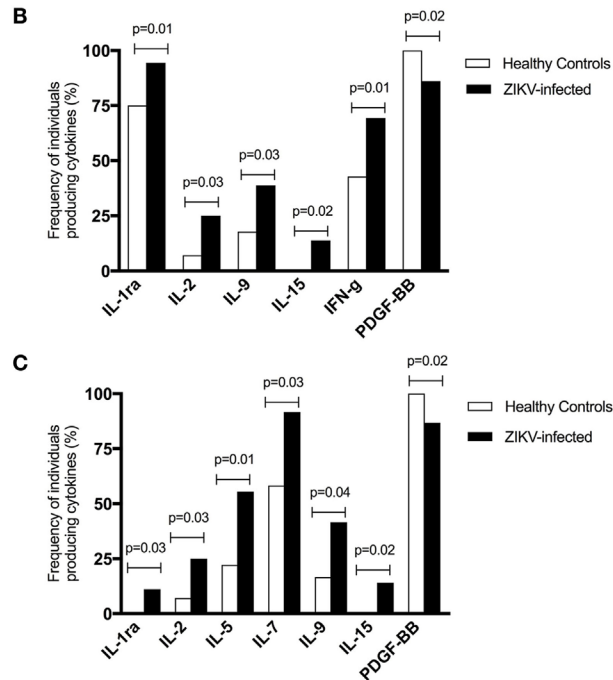 B
p=0.01
p=0.03
p=0.03
p=0.02
p=0.01
p=0.02
Healthy Controls
ZIKV-infected
Frequency of individuals
producing cytokines (%)
100
75
50
25
0
IL-1ra
IL-2
IL-9
IL-15
IFN-g
PDGF-BB
C
p=0.03
p=0.03
p=0.01
p=0.03
p=0.04
p=0.02
p=0.02
Healthy Controls
ZIKV-infected
Frequency of individuals
producing cytokines (%)
100
75
50
25
0
IL-1ra
IL-2
IL-5
IL-7
IL-9
IL-15
PDGF-BB